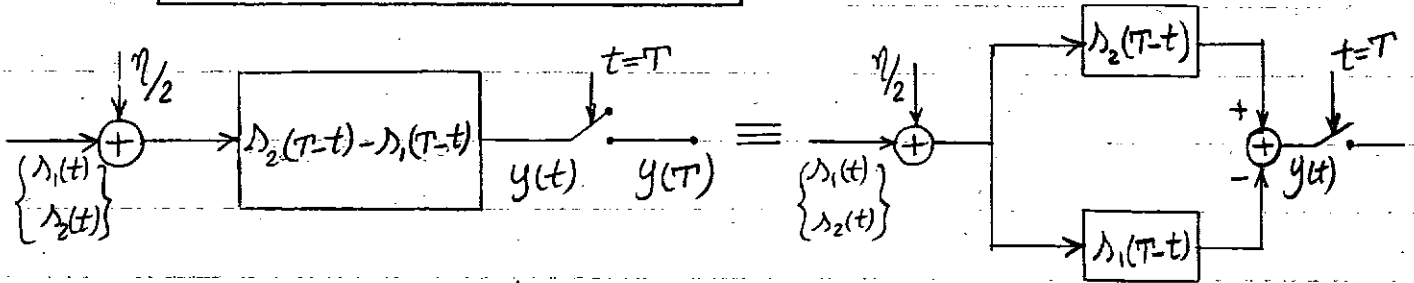 η/2
t=T
s₂(T-t) - s₁(T-t)
+
{s₁(t)
s₂(t)}
y(t)
y(T)
≡
η/2
+
{s₁(t)
s₂(t)}
s₂(T-t)
s₁(T-t)
+
+
-
t=T
y(t)